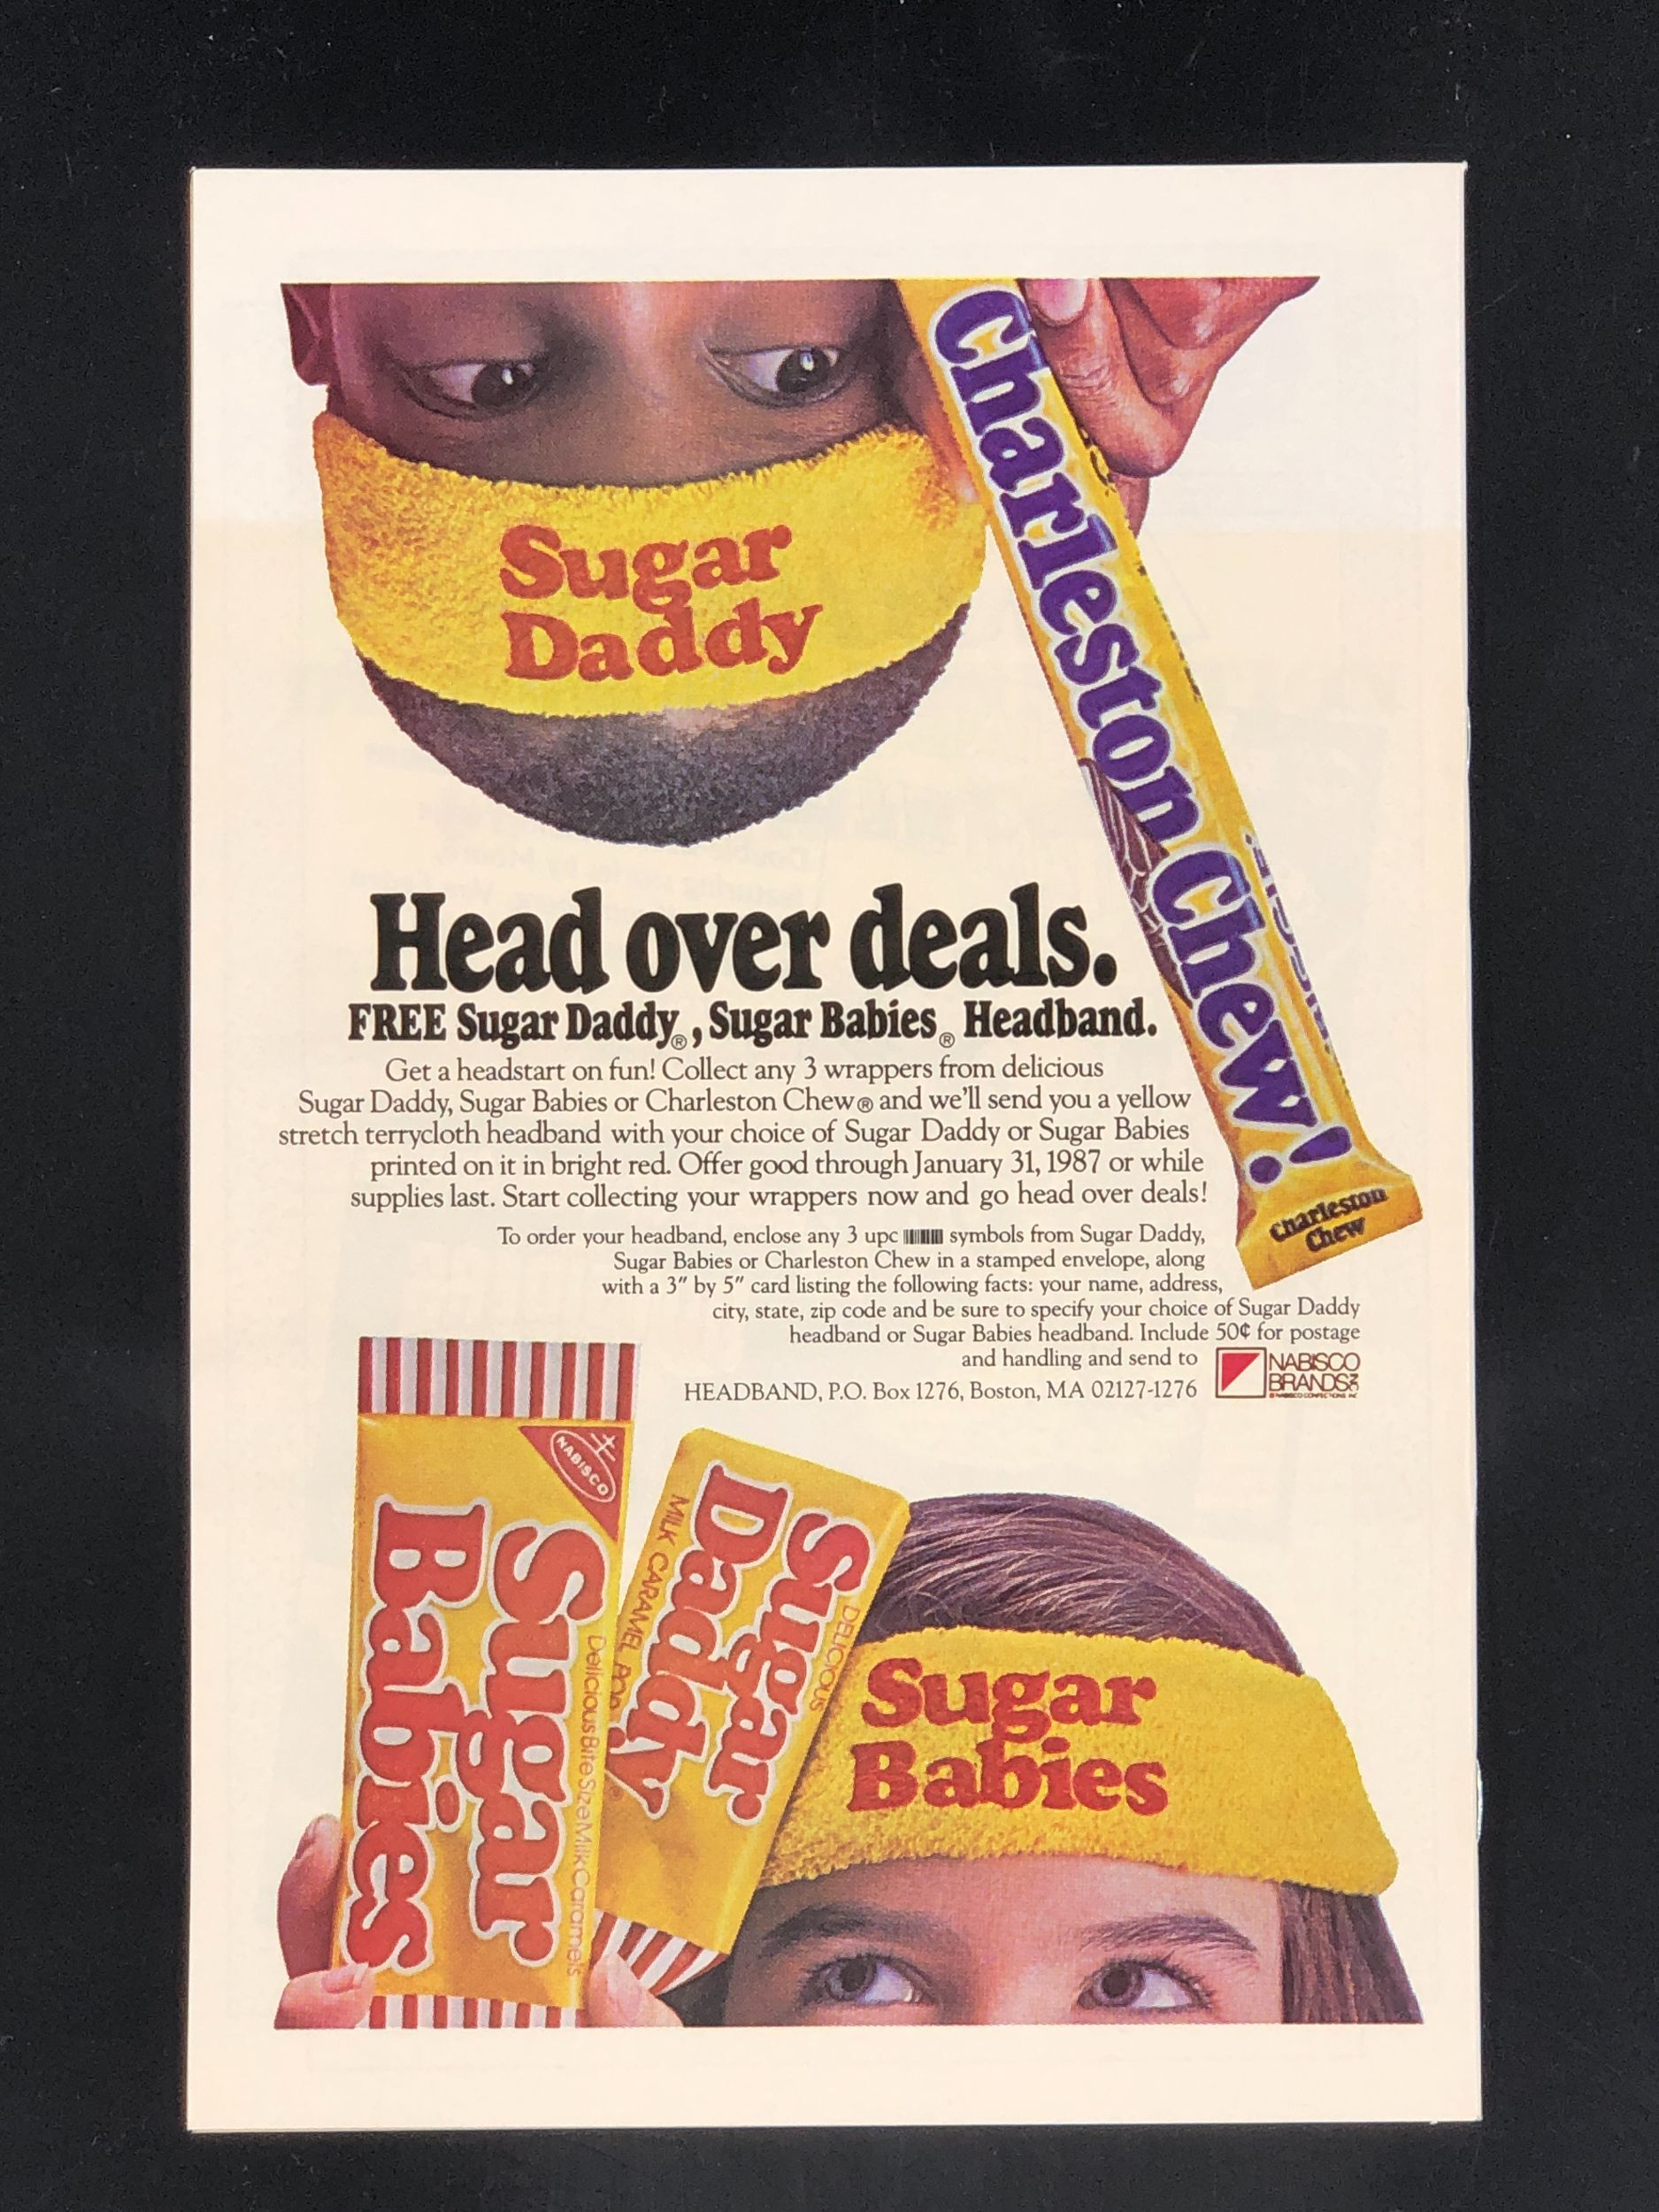 Sugar
Daddy
Charleston Chew!
Charleston
Chew
Head over deals.
FREE Sugar Daddy®, Sugar Babies® Headband.
Get a headstart on fun! Collect any 3 wrappers from delicious
Sugar Daddy, Sugar Babies or Charleston Chew® and we'll send you a yellow
stretch terrycloth headband with your choice of Sugar Daddy or Sugar Babies
printed on it in bright red. Offer good through January 31, 1987 or while
supplies last. Start collecting your wrappers now and go head over deals!
To order your headband, enclose any 3 upc symbols from Sugar Daddy,
Sugar Babies or Charleston Chew in a stamped envelope, along
with a 3″ by 5″ card listing the following facts: your name, address,
city, state, zip code and be sure to specify your choice of Sugar Daddy
headband or Sugar Babies headband. Include 50¢ for postage
and handling and send to
HEADBAND, P.O. Box 1276, Boston, MA 02127-1276
NABISCO
BRANDS INC
NABISCO CONFECTIONS INC
NABISCO
Sugar
Babies
Delicious Bite Size Milk Caramels
DELICIOUS
Sugar
Daddy
MILK CARAMEL POP
Sugar
Babies